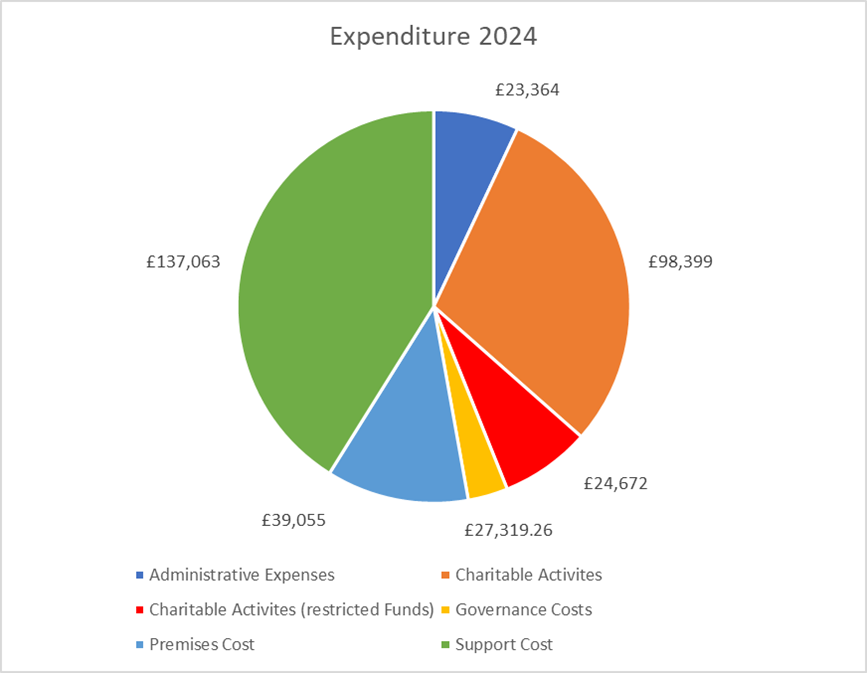 Expenditure 2024
£23,364
£137,063
£98,399
£24,672
£39,055
£27,319.26
Administrative Expenses
Charitable Activites
Charitable Activites (restricted Funds)
Governance Costs
Premises Cost
Support Cost